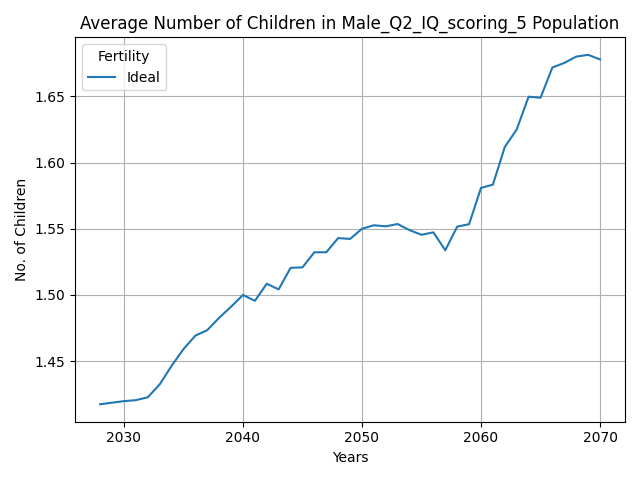 Average Number of Children in Male_Q2_IQ_scoring_5 Population
Fertility
Ideal
No. of Children
1.65
1.60
1.55
1.50
1.45
2030 2040 2050 2060 2070
Years